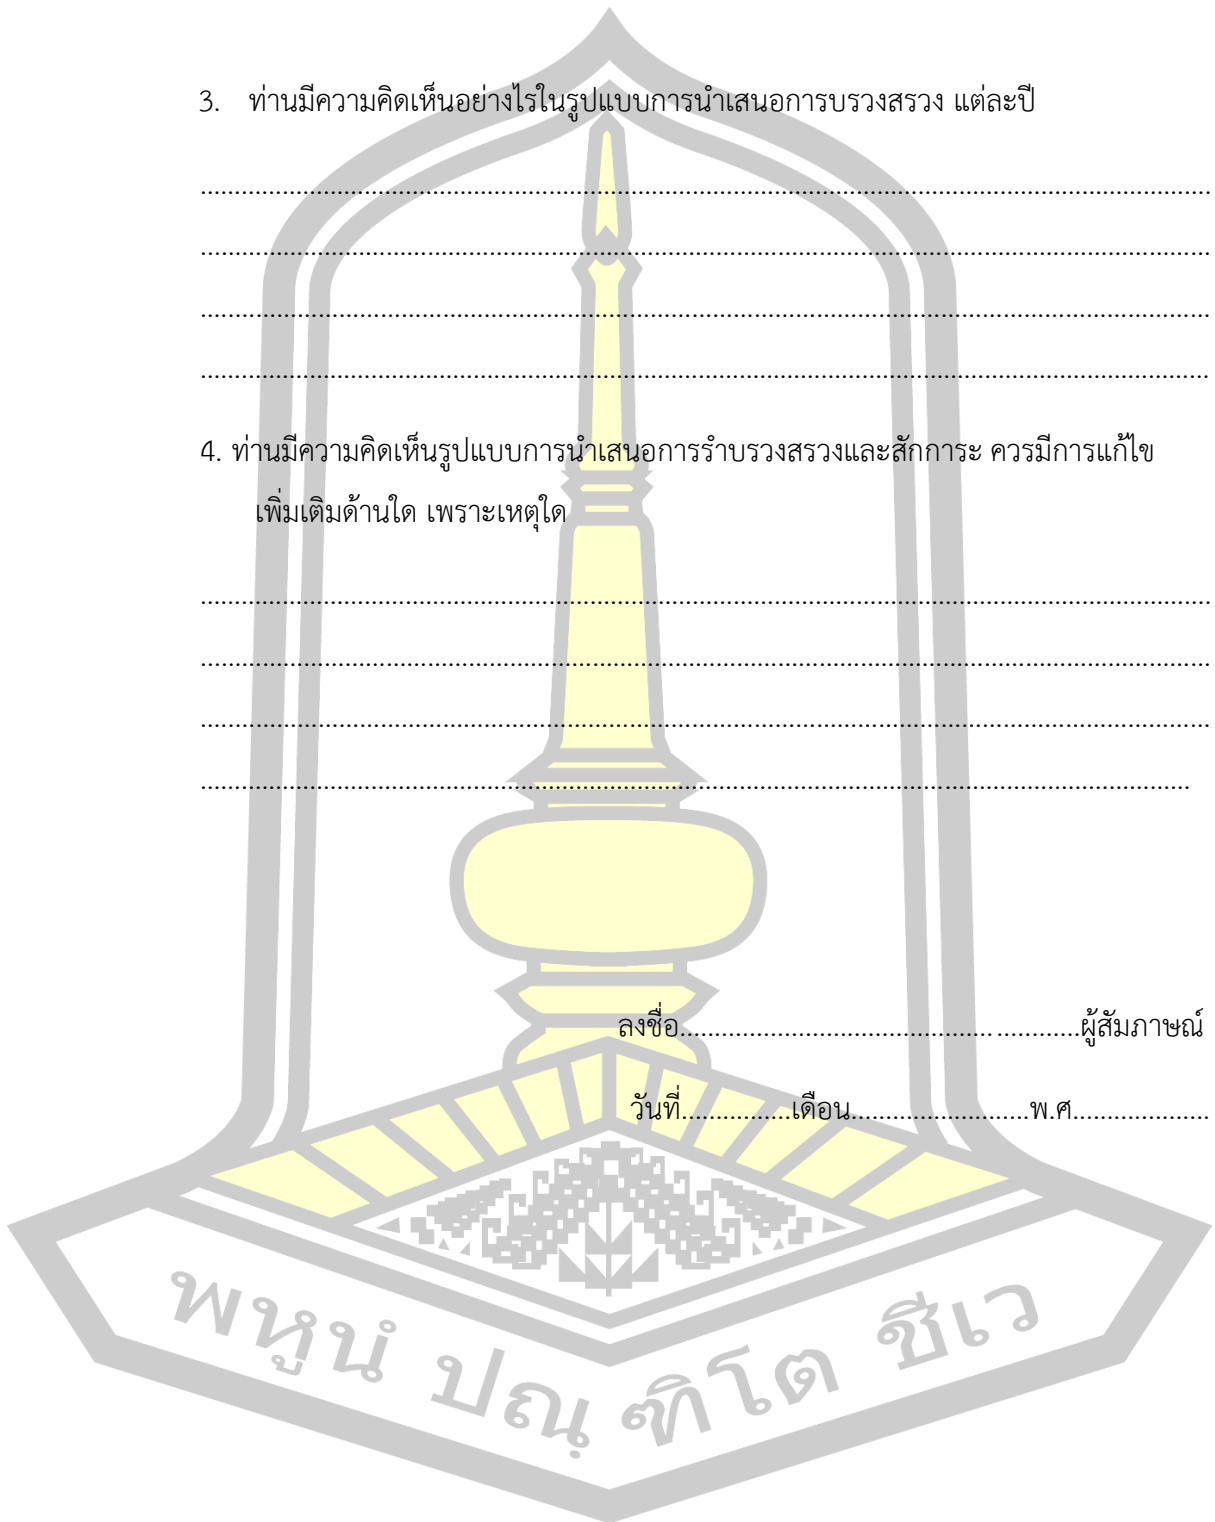 3. ท่านมีความคิดเห็นอย่างไรในรูปแบบการนำเสนอการบรวงสรวง แต่ละปี
................................................................................................................................................
................................................................................................................................................
................................................................................................................................................
................................................................................................................................................
4. ท่านมีความคิดเห็นรูปแบบการนำเสนอการรำบรวงสรวงและสักการะ ควรมีการแก้ไข
เพิ่มเติมด้านใด เพราะเหตุใด
................................................................................................................................................
................................................................................................................................................
................................................................................................................................................
.............................................................................................................................................
ลงชื่อ............................................. ............ผู้สัมภาษณ์
วันที่................เดือน..........................พ.ศ....................
พหูนํ ปณฺฑิโต ชีเว